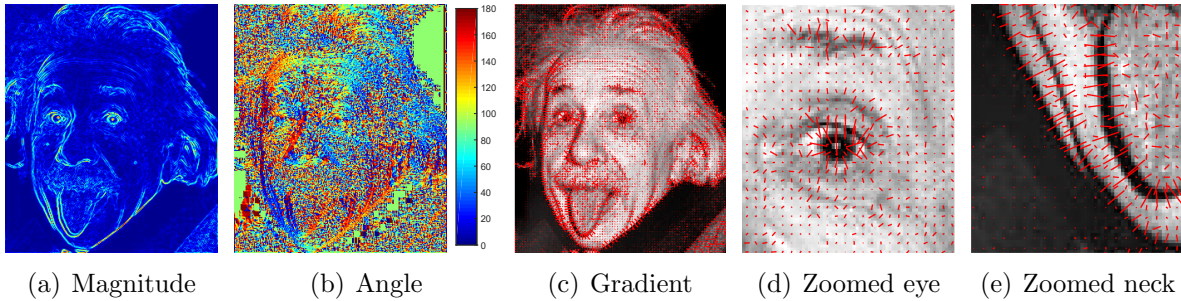 180
160
140
120
100
80
60
40
20
0
(a) Magnitude
(b) Angle
(c) Gradient
(d) Zoomed eye
(e) Zoomed neck